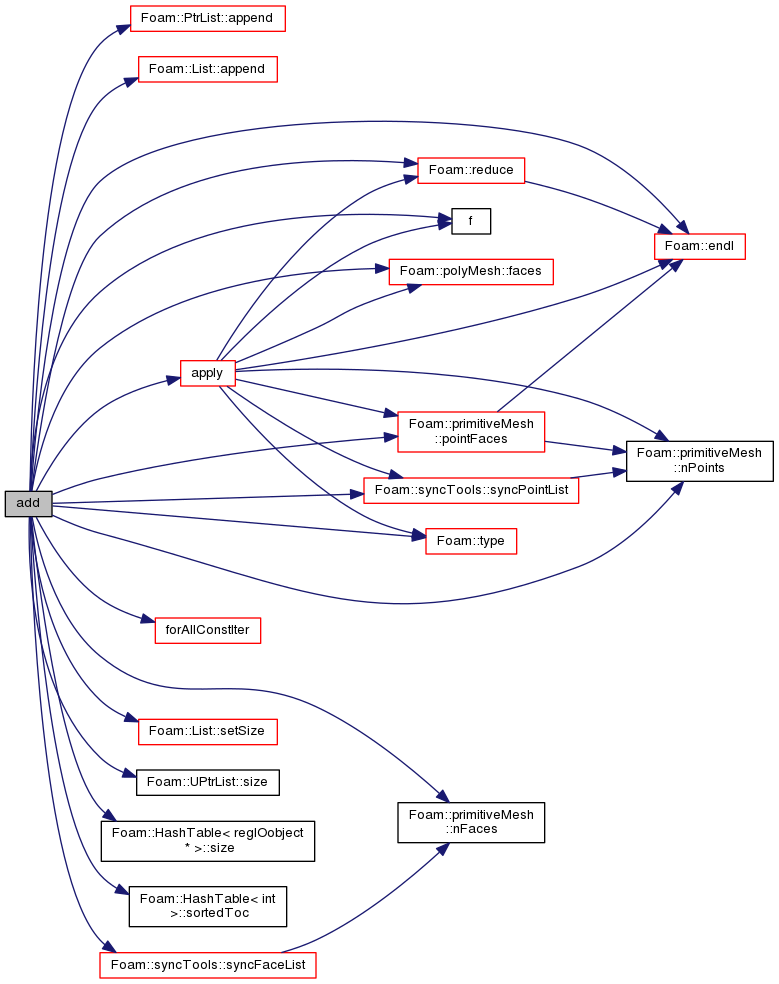 Foam::PtrList::append
Foam::List::append
Foam::reduce
f
Foam::endl
Foam::polyMesh::faces
apply
Foam::primitiveMesh
::pointFaces
Foam::primitiveMesh
::nPoints
Foam::syncTools::syncPointList
add
Foam::type
forAllConstIter
Foam::List::setSize
Foam::UPtrList::size
Foam::primitiveMesh
::nFaces
Foam::HashTable< regIOobject
* >::size
Foam::HashTable< int
>::sortedToc
Foam::syncTools::syncFaceList